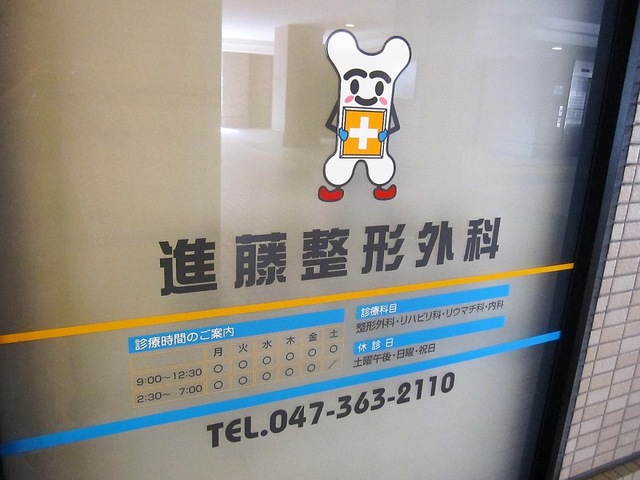 進藤整形外科
診療時間のご案内
月 火 水 木 金 土
9:00~12:30 ○ ○ ○ ○ ○ ○
2:30~ 7:00 ○ ○ ○ ○ ○ /
診療科目
整形外科・リハビリ科・リウマチ科・内科
休診日
土曜午後・日曜・祝日
TEL.047-363-2110